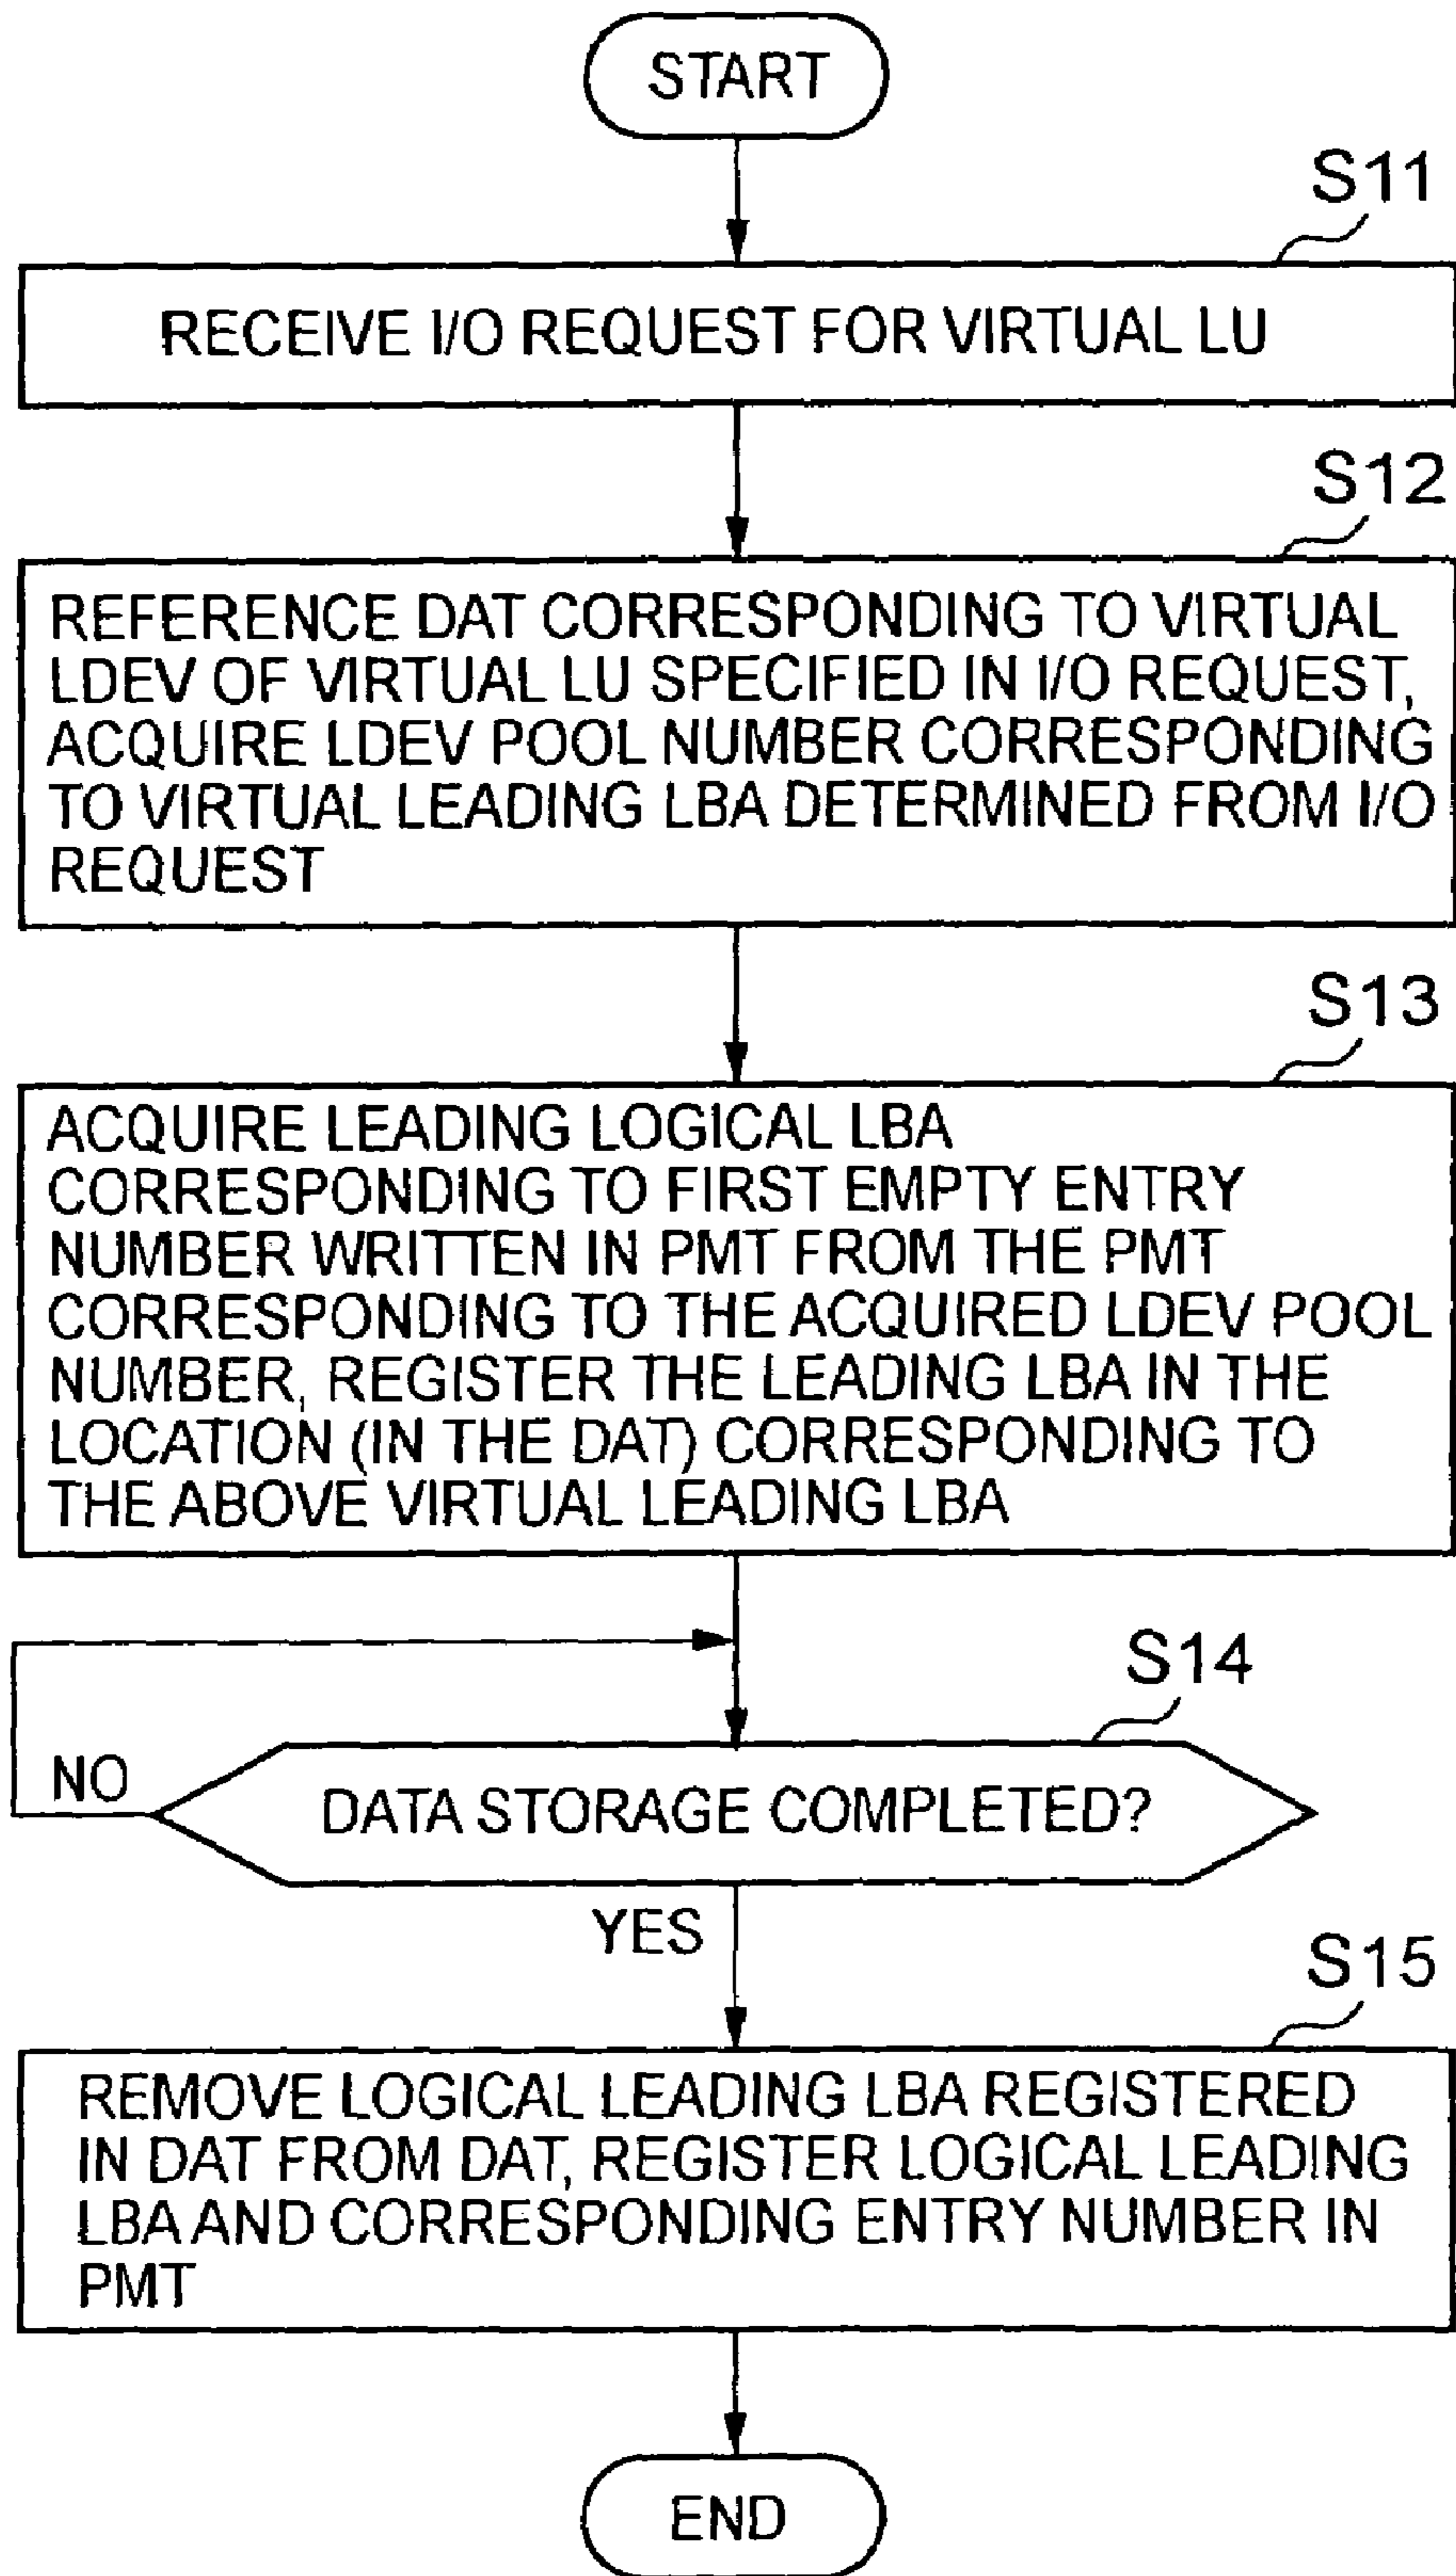 START
S11
RECEIVE I/O REQUEST FOR VIRTUAL LU
S12
REFERENCE DAT CORRESPONDING TO VIRTUAL
LDEV OF VIRTUAL LU SPECIFIED IN I/O REQUEST,
ACQUIRE LDEV POOL NUMBER CORRESPONDING
TO VIRTUAL LEADING LBA DETERMINED FROM I/O
REQUEST
S13
ACQUIRE LEADING LOGICAL LBA
CORRESPONDING TO FIRST EMPTY ENTRY
NUMBER WRITTEN IN PMT FROM THE PMT
CORRESPONDING TO THE ACQUIRED LDEV POOL
NUMBER, REGISTER THE LEADING LBA IN THE
LOCATION (IN THE DAT) CORRESPONDING TO
THE ABOVE VIRTUAL LEADING LBA
S14
NO
DATA STORAGE COMPLETED?
YES
S15
REMOVE LOGICAL LEADING LBA REGISTERED
IN DAT FROM DAT, REGISTER LOGICAL LEADING
LBA AND CORRESPONDING ENTRY NUMBER IN
PMT
END